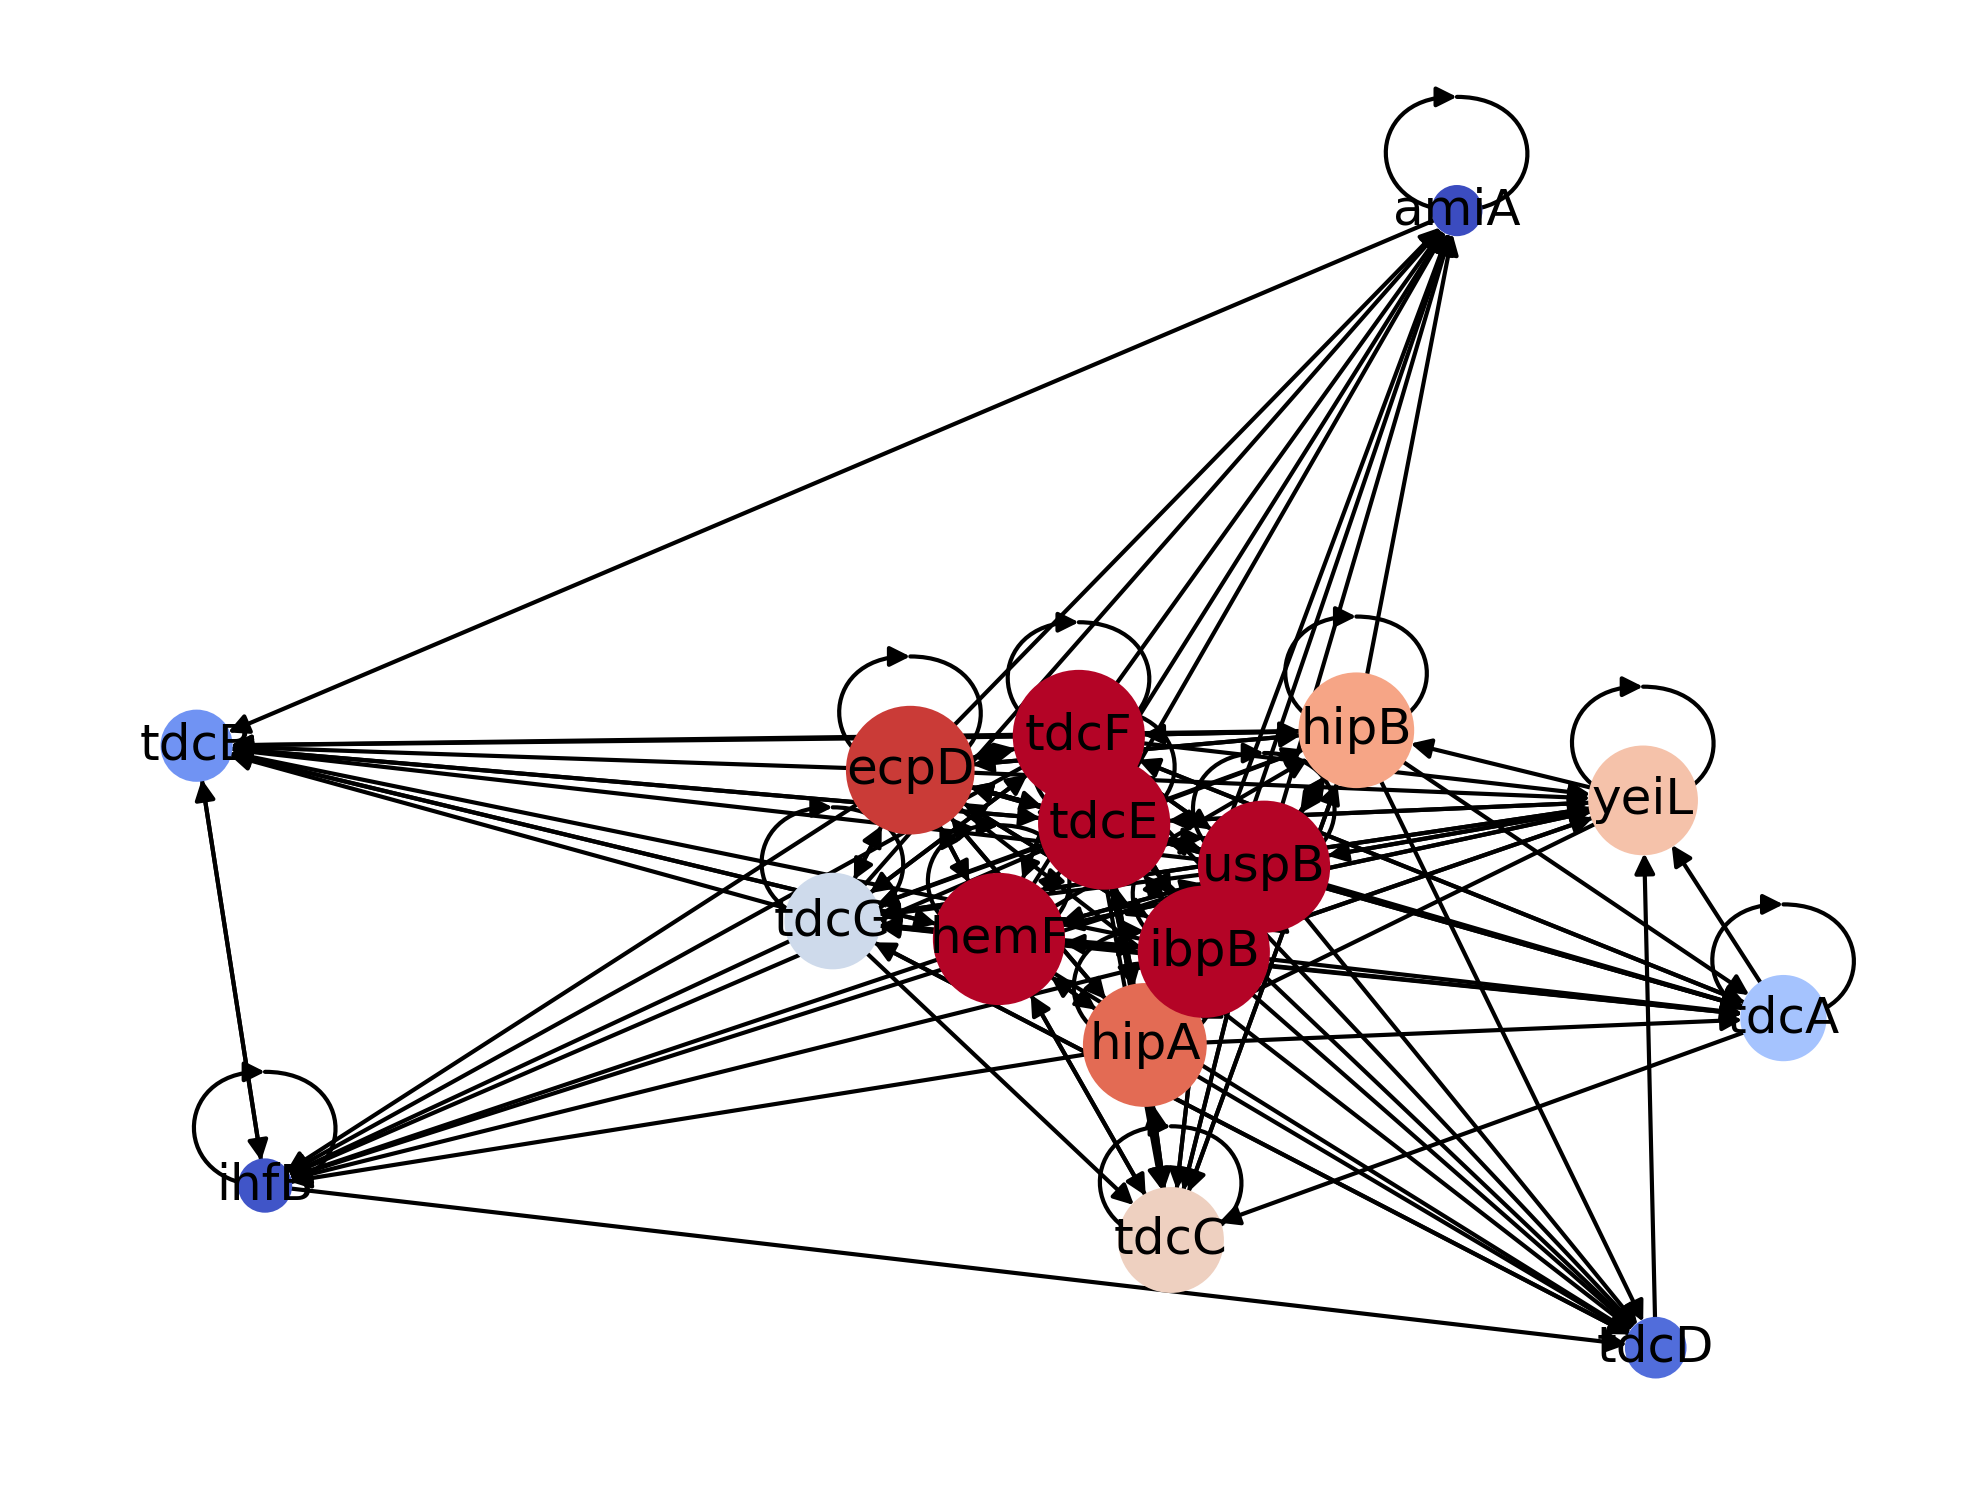 amiA
tdcF
hipB
tdcB
ecpD
yeiL
tdcE
uspB
tdcG
hemF
ibpB
tdcA
hipA
ihfB
tdcC
tdcD